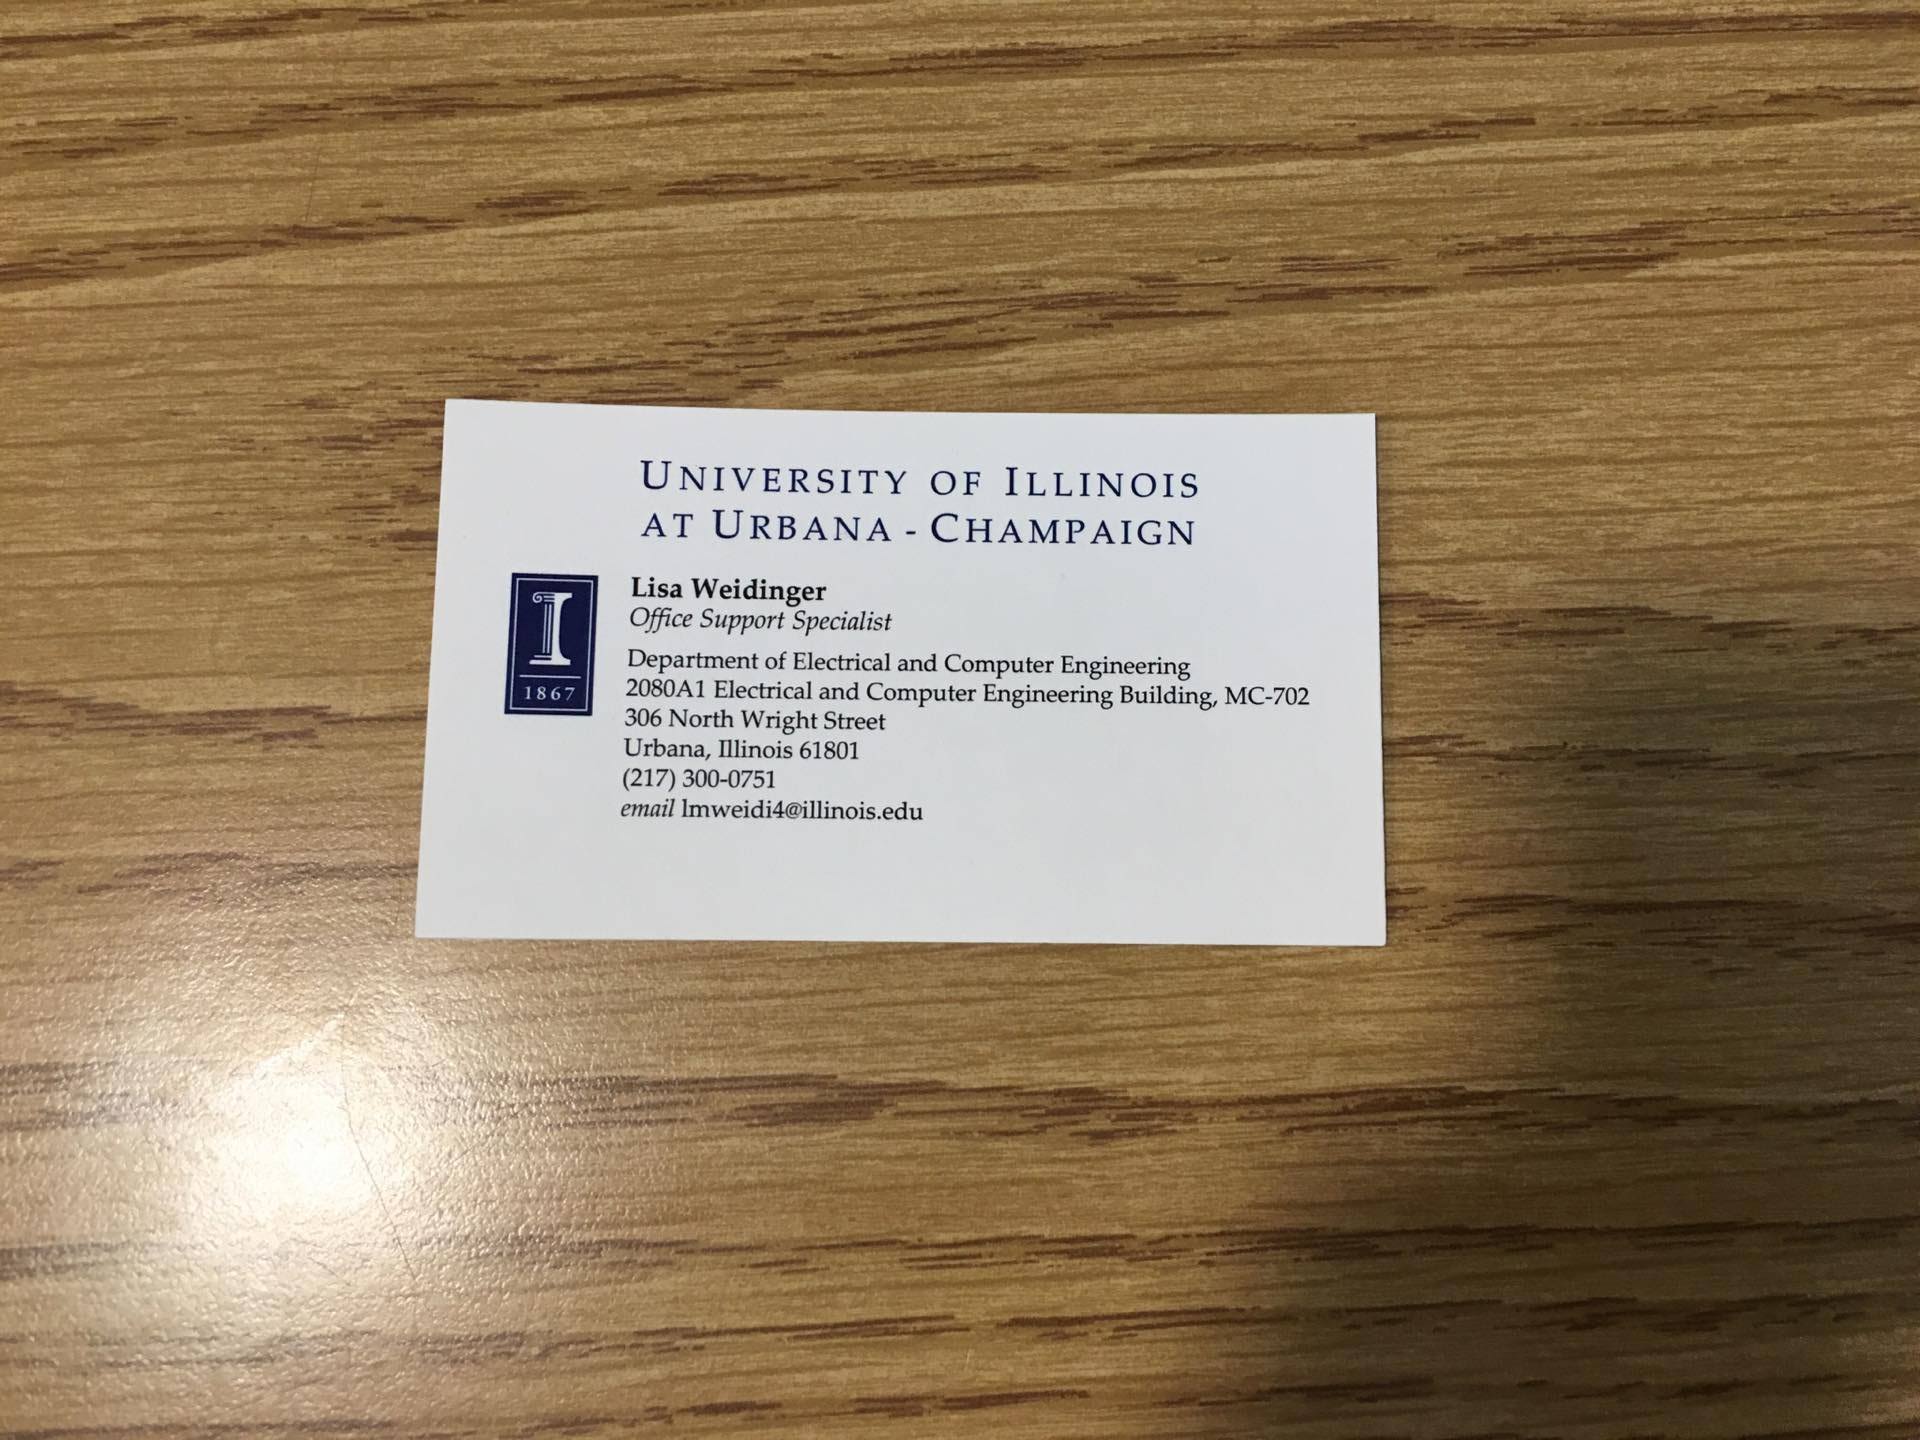 UNIVERSITY OF ILLINOIS
AT URBANA - CHAMPAIGN
I
1867
Lisa Weidinger
Office Support Specialist
Department of Electrical and Computer Engineering
2080A1 Electrical and Computer Engineering Building, MC-702
306 North Wright Street
Urbana, Illinois 61801
(217) 300-0751
email lmweidi4@illinois.edu